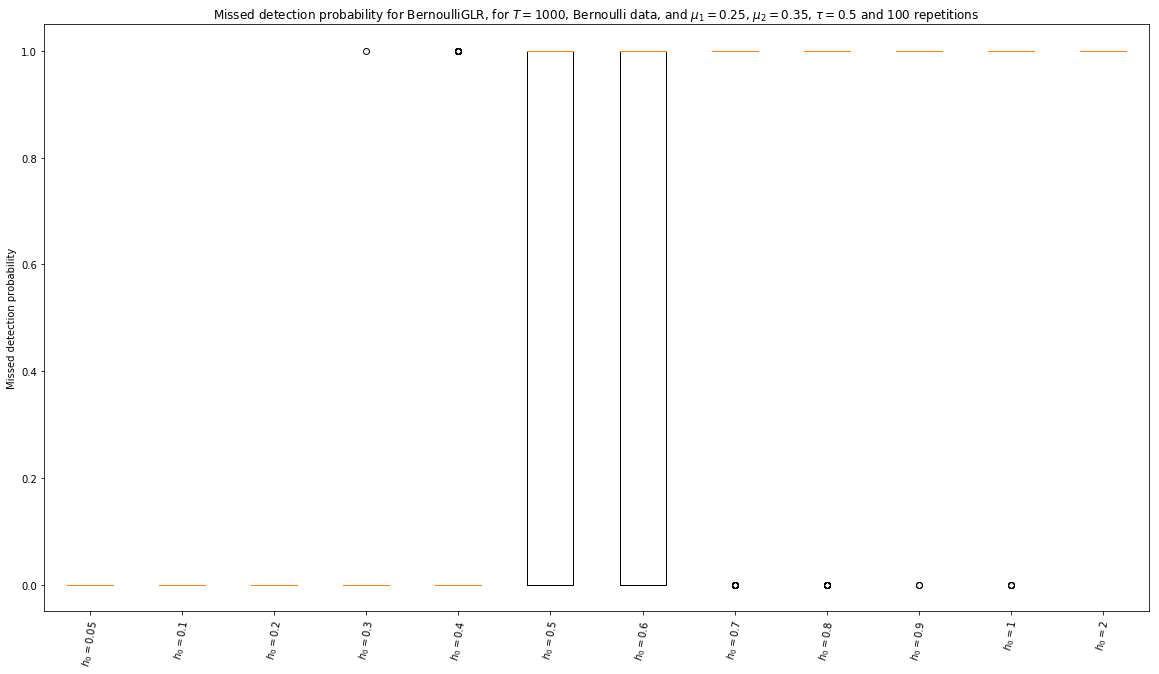 Missed detection probability for BernoulliGLR, for T = 1000, Bernoulli data, and μ₁ = 0.25, μ₂ = 0.35, τ = 0.5 and 100 repetitions
1.0
0.8
0.6
0.4
0.2
0.0
Missed detection probability
h₀ = 0.05
h₀ = 0.1
h₀ = 0.2
h₀ = 0.3
h₀ = 0.4
h₀ = 0.5
h₀ = 0.6
h₀ = 0.7
h₀ = 0.8
h₀ = 0.9
h₀ = 1
h₀ = 2